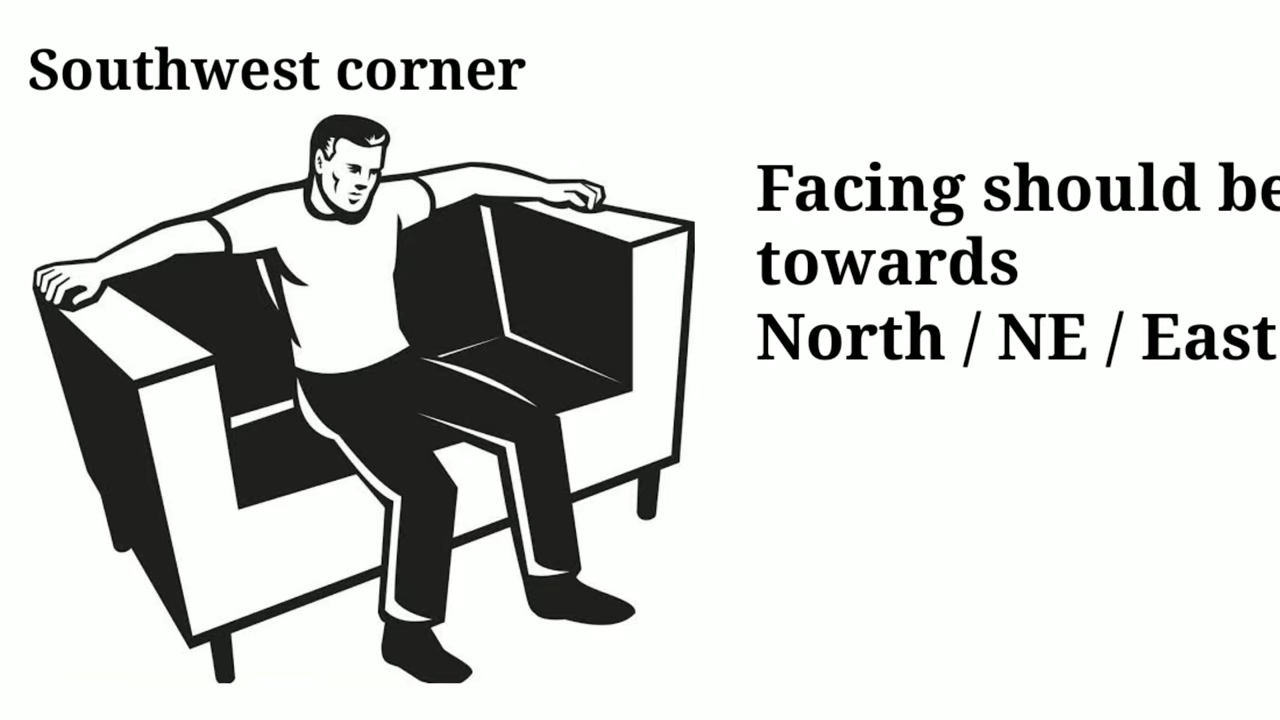 Southwest corner
Facing should be
towards
North / NE / East